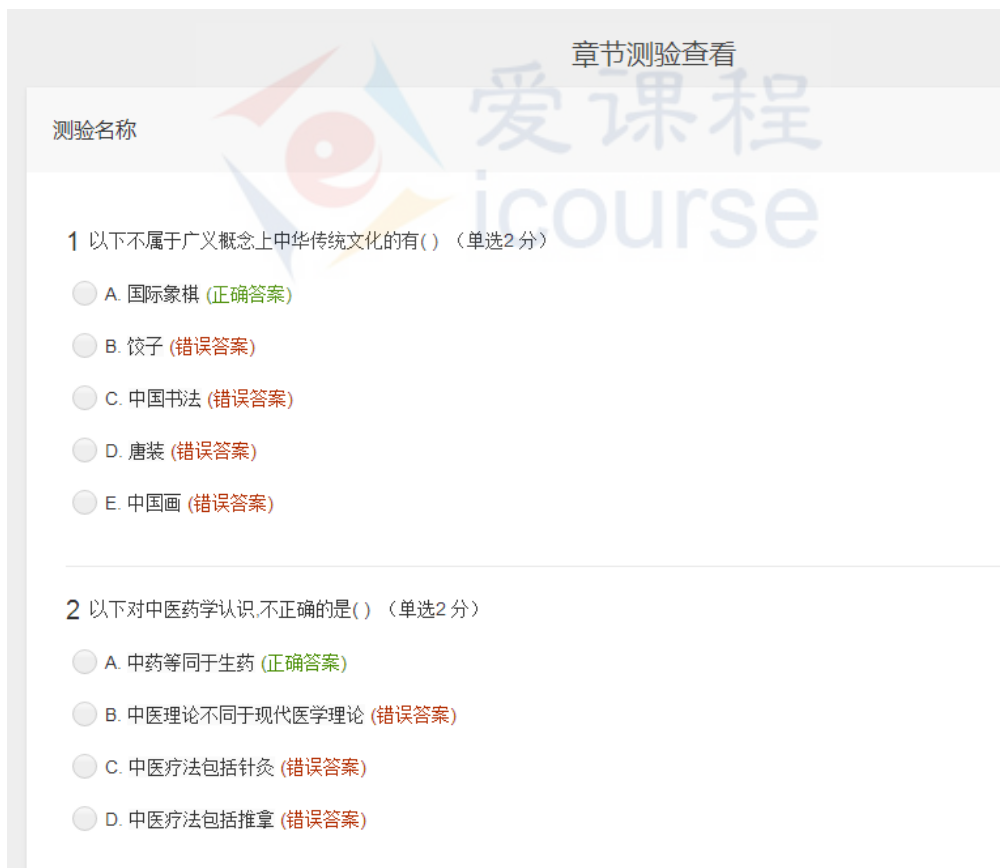 章节测验查看
爱课程
icourse
测验名称
1 以下不属于广义概念上中华传统文化的有( ) （单选2 分）
A. 国际象棋 (正确答案)
B. 饺子 (错误答案)
C. 中国书法 (错误答案)
D. 唐装 (错误答案)
E. 中国画 (错误答案)
2 以下对中医药学认识,不正确的是( ) （单选2 分）
A. 中药等同于生药 (正确答案)
B. 中医理论不同于现代医学理论 (错误答案)
C. 中医疗法包括针灸 (错误答案)
D. 中医疗法包括推拿 (错误答案)